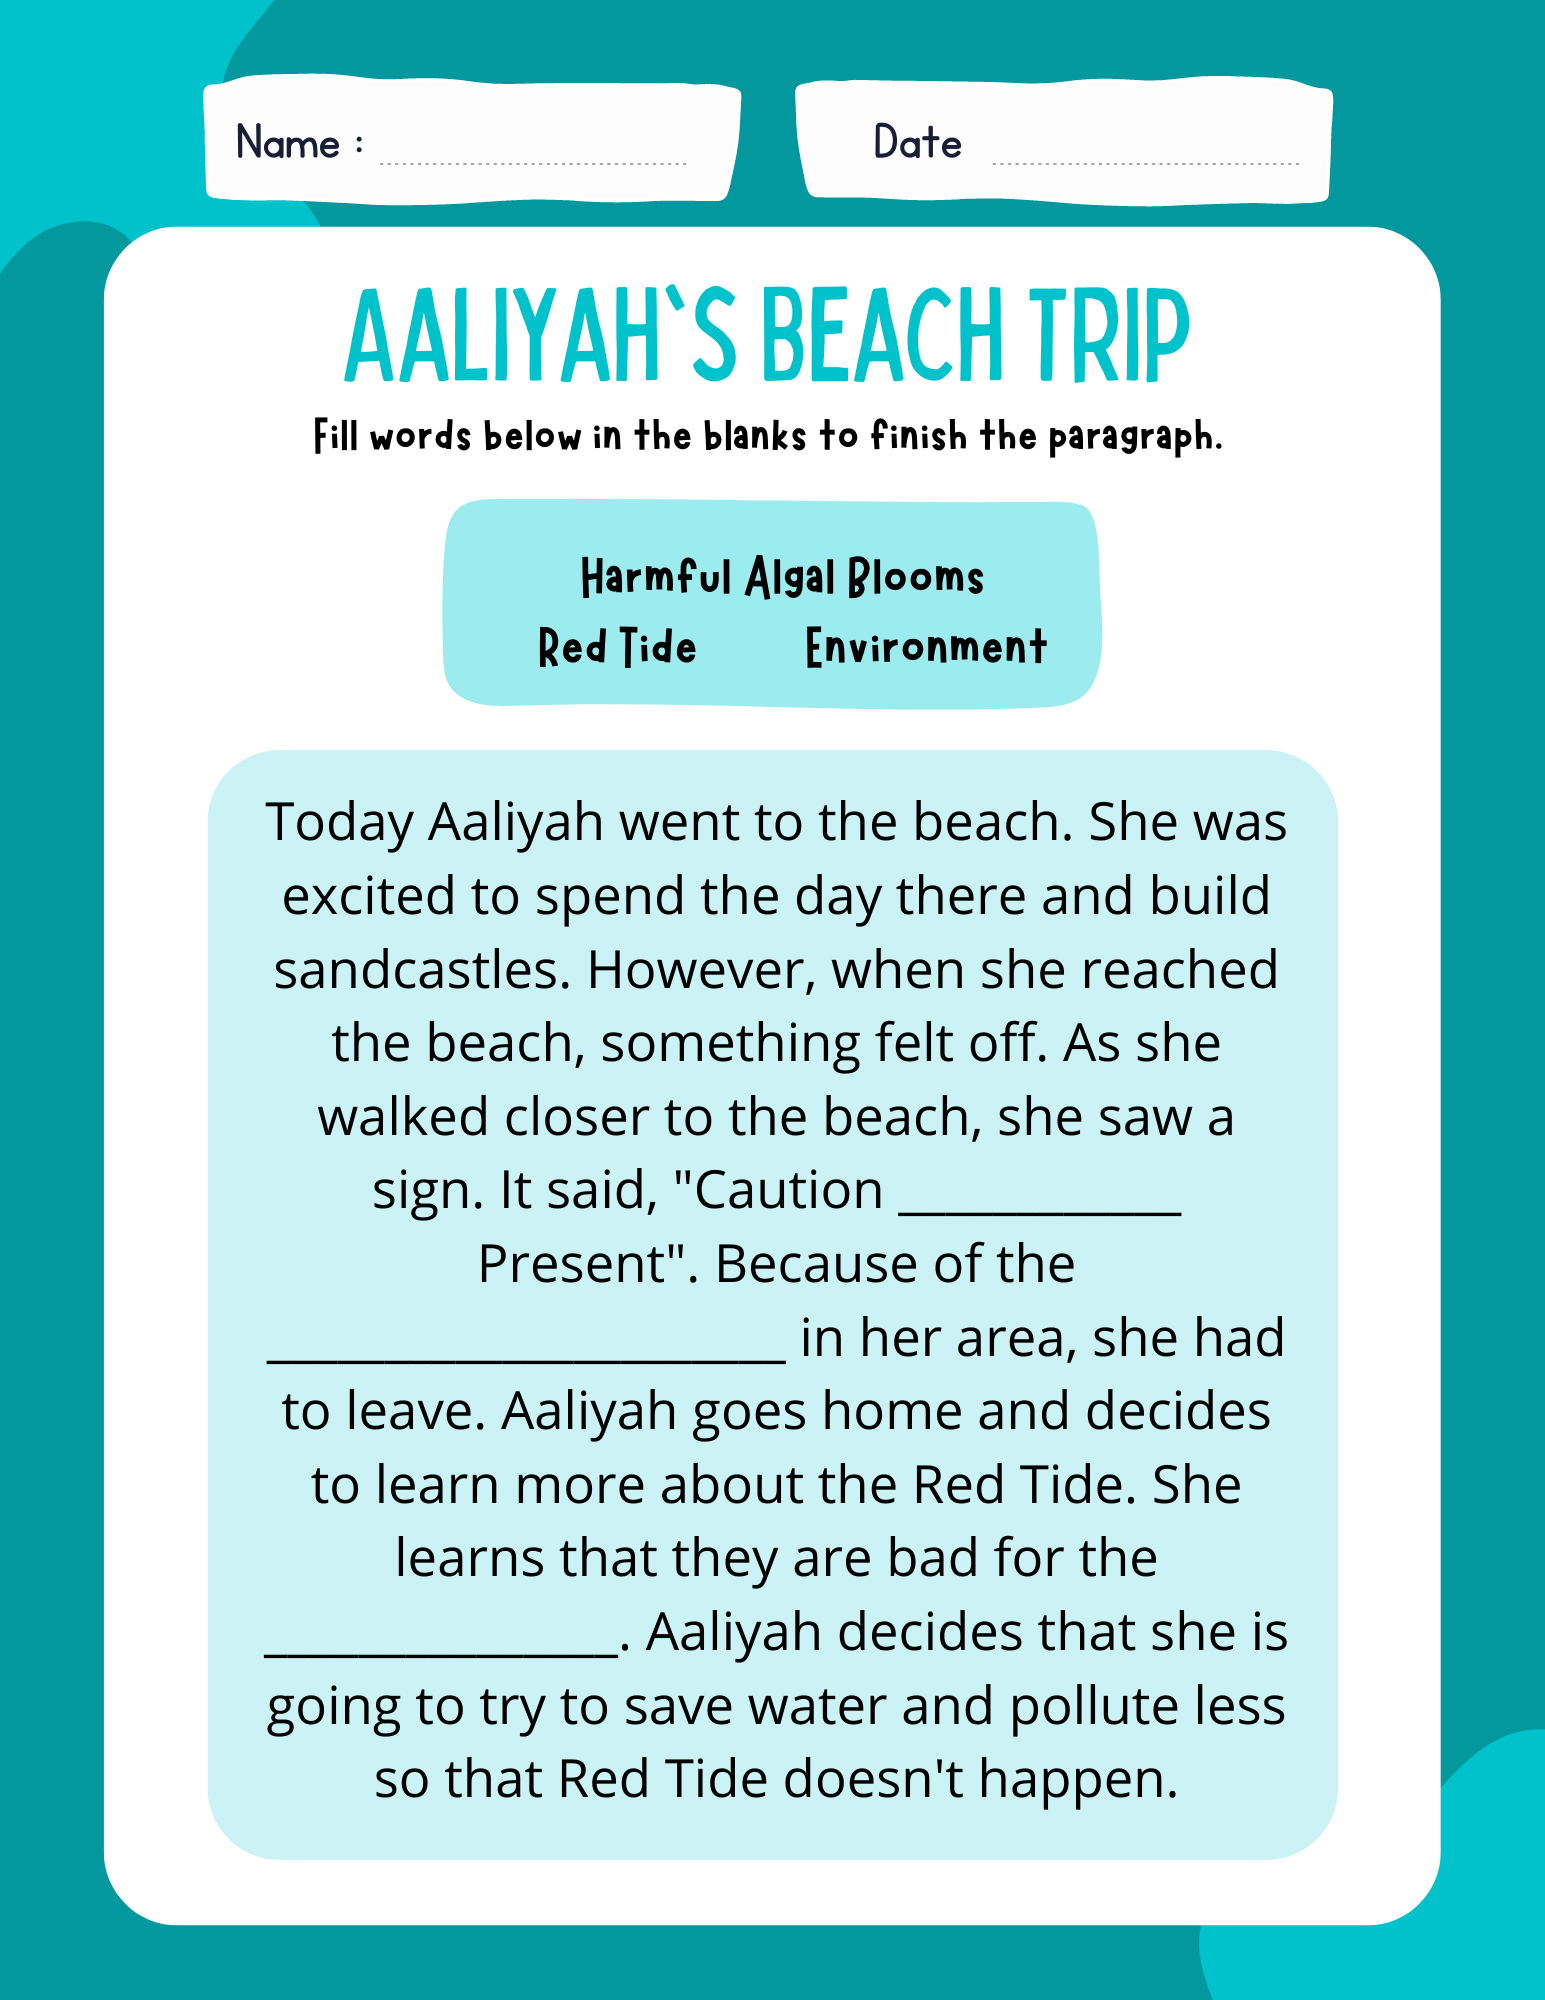 Name :
Date
AALIYAH'S BEACH TRIP
Fill words below in the blanks to finish the paragraph.
Harmful Algal Blooms
Red Tide Environment
Today Aaliyah went to the beach. She was
excited to spend the day there and build
sandcastles. However, when she reached
the beach, something felt off. As she
walked closer to the beach, she saw a
sign. It said, "Caution ____________
Present". Because of the
______________________ in her area, she had
to leave. Aaliyah goes home and decides
to learn more about the Red Tide. She
learns that they are bad for the
_______________. Aaliyah decides that she is
going to try to save water and pollute less
so that Red Tide doesn't happen.